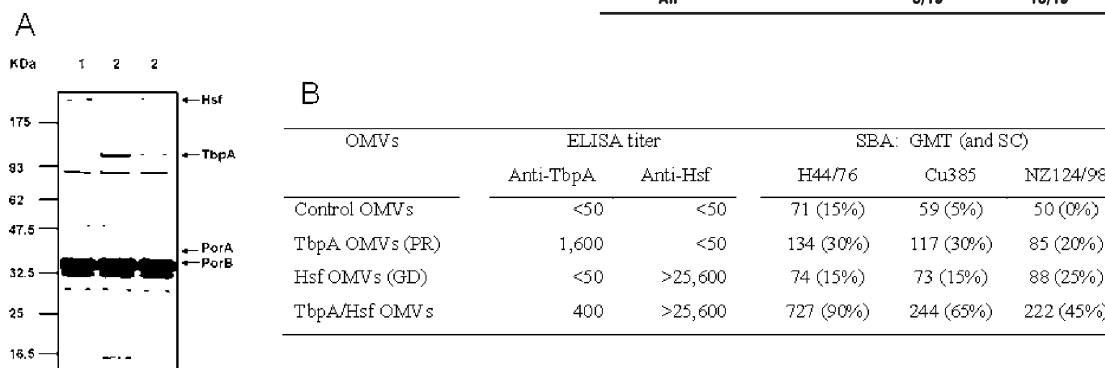 A
KDa 1 2 2
Hsf
175
TbpA
83
62
47.5
PorA
PorB
32.5
25
16.5
B
OMVs ELISA titer SBA: GMT (and SC)
Anti-TbpA Anti-Hsf H44/76 Cu385 NZ124/98
Control OMVs <50 <50 71 (15%) 59 (5%) 50 (0%)
TbpA OMVs (PR) 1,600 <50 134 (30%) 117 (30%) 85 (20%)
Hsf OMVs (GD) <50 >25,600 74 (15%) 73 (15%) 88 (25%)
TbpA/Hsf OMVs 400 >25,600 727 (90%) 244 (65%) 222 (45%)